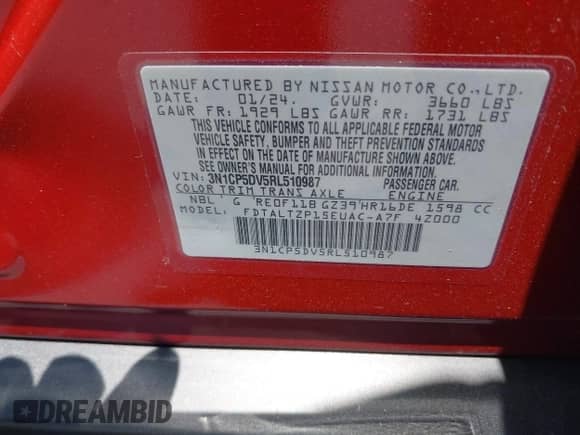 MANUFACTURED BY NISSAN MOTOR CO., LTD.
DATE: 01/24. GVWR: 3660 LBS
GAWR FR: 1929 LBS GAWR RR: 1731 LBS
THIS VEHICLE CONFORMS TO ALL APPLICABLE FEDERAL MOTOR
VEHICLE SAFETY, BUMPER AND THEFT PREVENTION STANDARDS
IN EFFECT ON THE DATE OF MANUFACTURE SHOWN ABOVE.
SEE OWNER'S MANUAL FOR ADDITIONAL INFORMATION.
VIN: 3N1CP5DV5RL510987 PASSENGER CAR.
COLOR TRIM TRANS AXLE ENGINE
NBL G RE0F11B GZ39 HR16DE 1598 CC
MODEL: FDTALTZP15EUAC-A7F 42000
3N1CP5DV5RL510987
DREAMBID